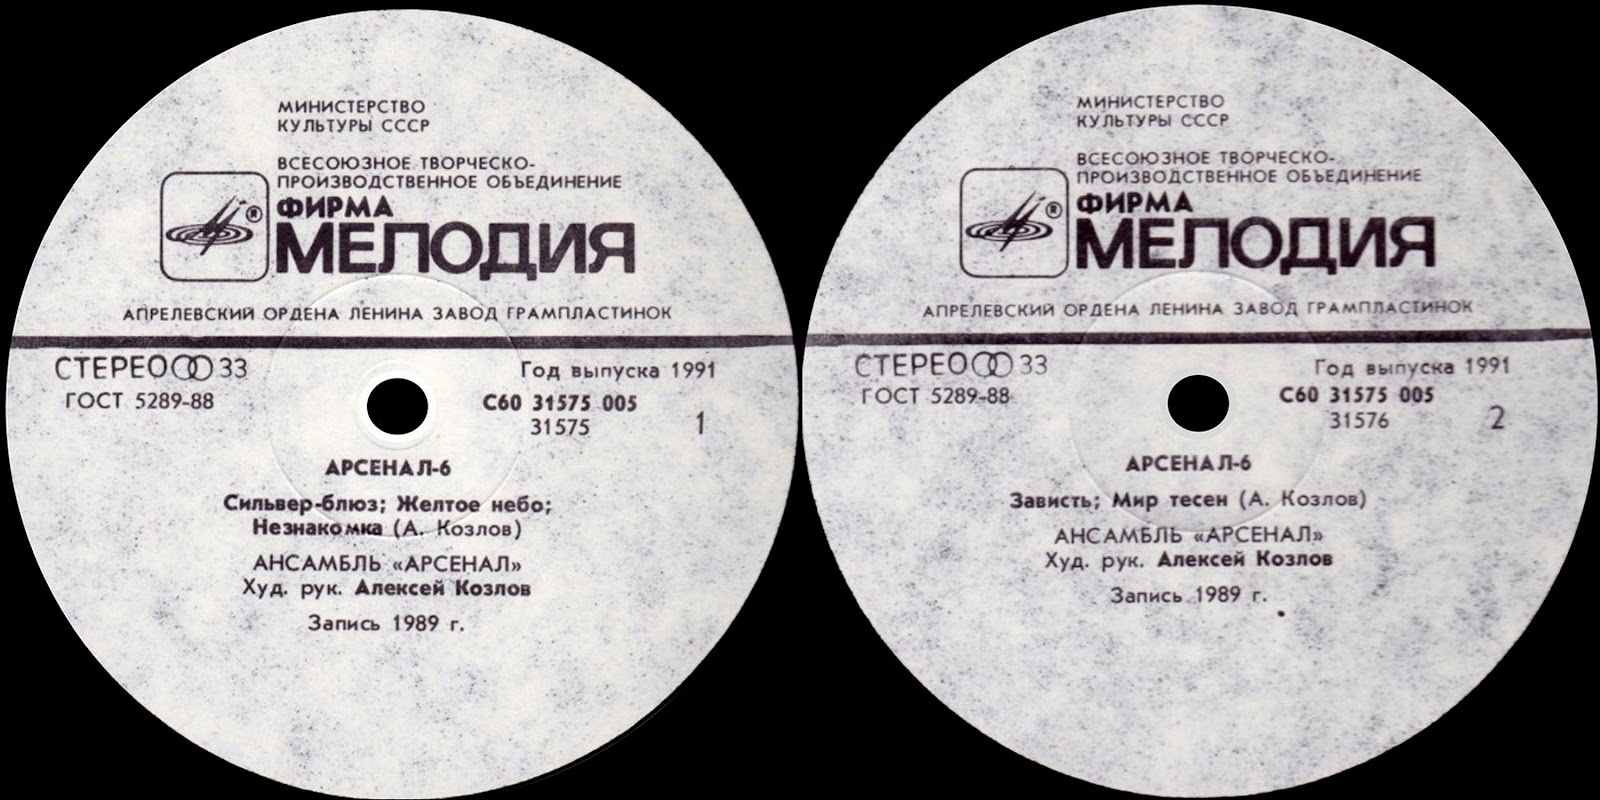 МИНИСТЕРСТВО
КУЛЬТУРЫ СССР
ВСЕСОЮЗНОЕ ТВОРЧЕСКО-
ПРОИЗВОДСТВЕННОЕ ОБЪЕДИНЕНИЕ
®
ФИРМА
МЕЛОДИЯ
АПРЕЛЕВСКИЙ ОРДЕНА ЛЕНИНА ЗАВОД ГРАМПЛАСТИНОК
СТЕРЕО 33
Год выпуска 1991
ГОСТ 5289-88
С60 31575 005
31575
1
АРСЕНАЛ-6
Сильвер-блюз; Желтое небо;
Незнакомка (А. Козлов)
АНСАМБЛЬ «АРСЕНАЛ»
Худ. рук. Алексей Козлов
Запись 1989 г.
МИНИСТЕРСТВО
КУЛЬТУРЫ СССР
ВСЕСОЮЗНОЕ ТВОРЧЕСКО-
ПРОИЗВОДСТВЕННОЕ ОБЪЕДИНЕНИЕ
®
ФИРМА
МЕЛОДИЯ
АПРЕЛЕВСКИЙ ОРДЕНА ЛЕНИНА ЗАВОД ГРАМПЛАСТИНОК
СТЕРЕО 33
Год выпуска 1991
ГОСТ 5289-88
С60 31575 005
31576
2
АРСЕНАЛ-6
Зависть; Мир тесен (А. Козлов)
АНСАМБЛЬ «АРСЕНАЛ»
Худ. рук. Алексей Козлов
Запись 1989 г.